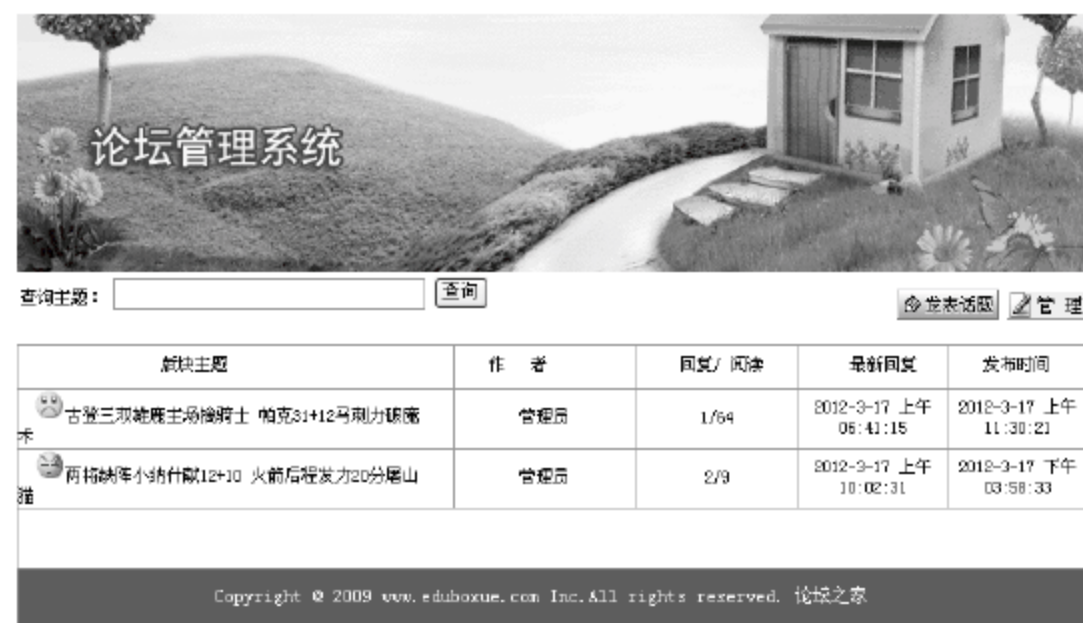 论坛管理系统
查询主题：
查询
发表话题
管 理
版块主题 作 者 回复/ 阅读 最新回复 发布时间
古登三双雄鹿主场擒骑士 帕克31+12马刺力破魔
术
管理员
1/64
2012-3-17 上午
06:41:15
2012-3-17 上午
11:30:21
两将缺阵小纳什献12+10 火箭后程发力20分屠山
猫
管理员
2/9
2012-3-17 上午
10:02:31
2012-3-17 下午
03:58:33
Copyright @ 2009 www.eduboxue.com Inc.All rights reserved. 论坛之家